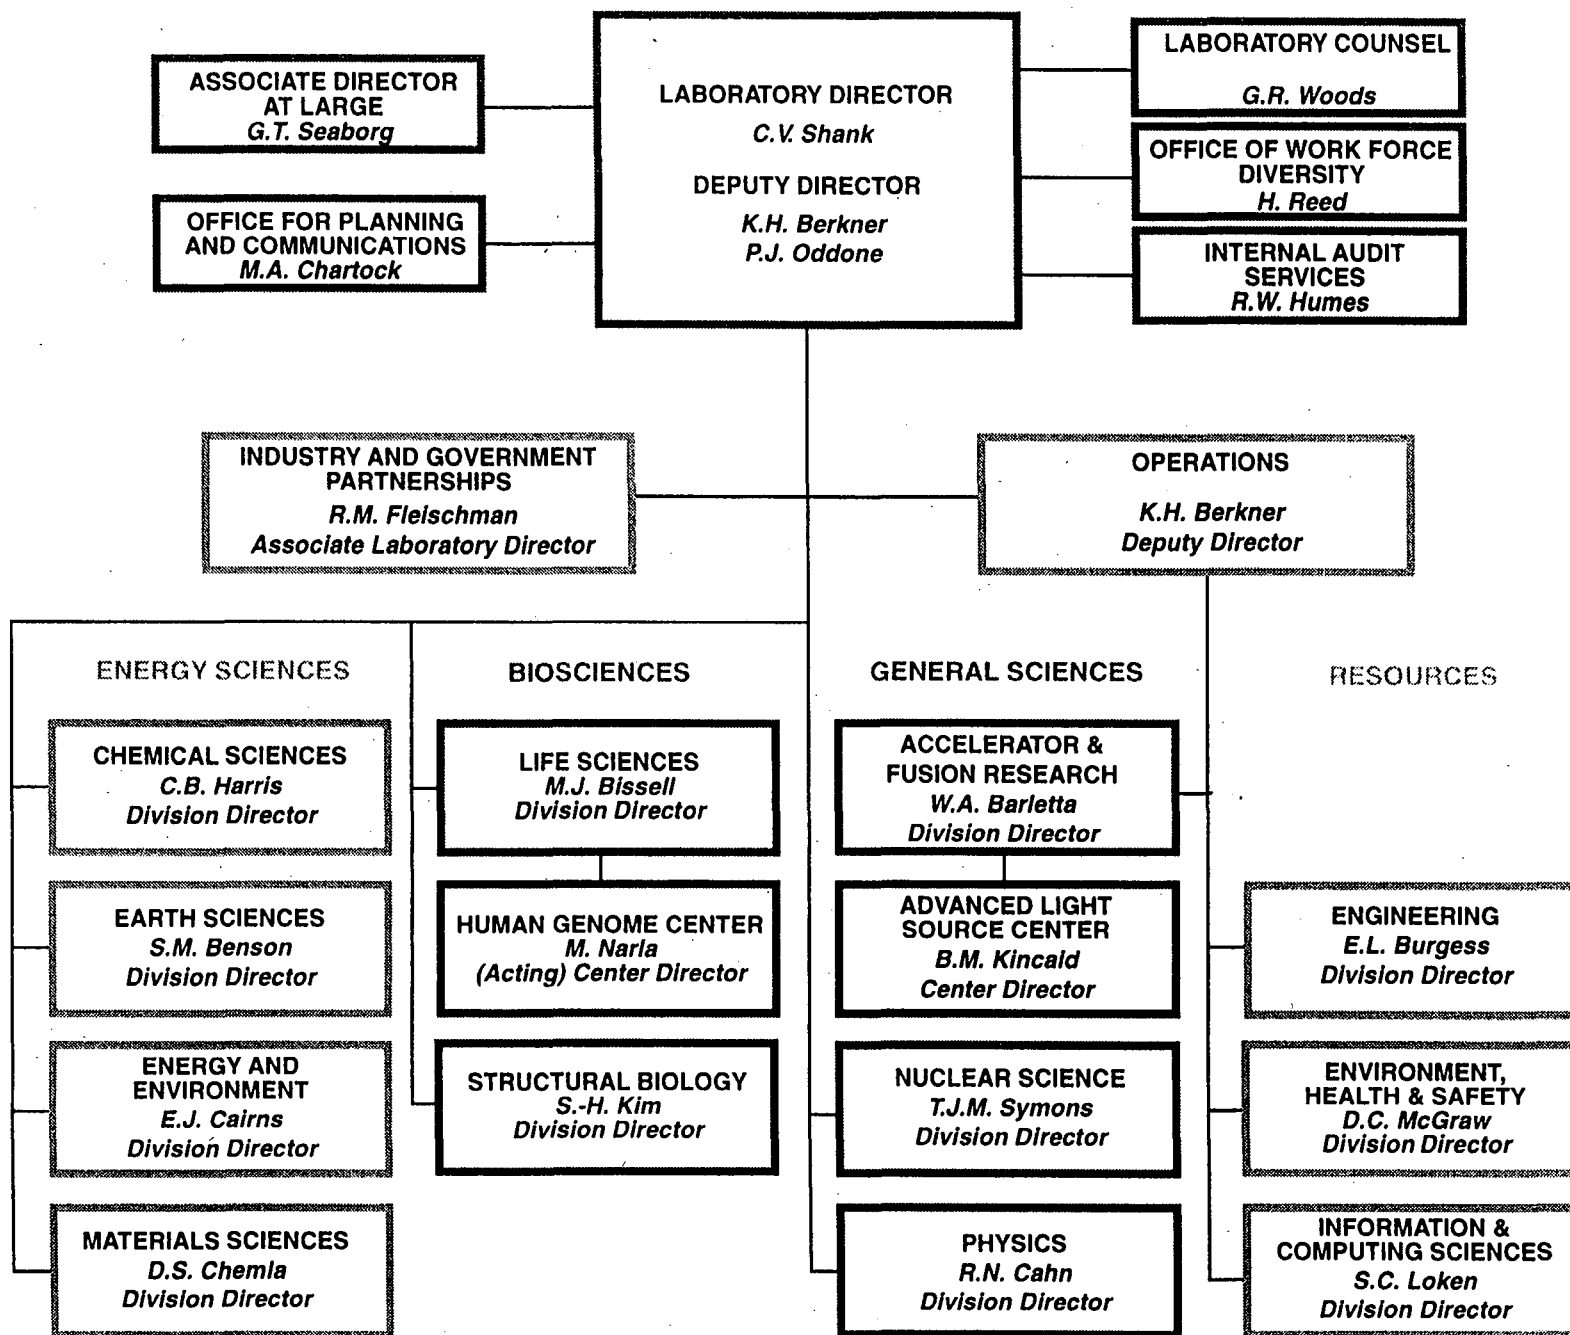 ASSOCIATE DIRECTOR
AT LARGE
G.T. Seaborg
OFFICE FOR PLANNING
AND COMMUNICATIONS
M.A. Chartock
LABORATORY DIRECTOR
C.V. Shank
DEPUTY DIRECTOR
K.H. Berkner
P.J. Oddone
LABORATORY COUNSEL
G.R. Woods
OFFICE OF WORK FORCE
DIVERSITY
H. Reed
INTERNAL AUDIT
SERVICES
R.W. Humes
INDUSTRY AND GOVERNMENT
PARTNERSHIPS
R.M. Fleischman
Associate Laboratory Director
OPERATIONS
K.H. Berkner
Deputy Director
ENERGY SCIENCES
CHEMICAL SCIENCES
C.B. Harris
Division Director
EARTH SCIENCES
S.M. Benson
Division Director
ENERGY AND
ENVIRONMENT
E.J. Cairns
Division Director
MATERIALS SCIENCES
D.S. Chemla
Division Director
BIOSCIENCES
LIFE SCIENCES
M.J. Bissell
Division Director
HUMAN GENOME CENTER
M. Narla
(Acting) Center Director
STRUCTURAL BIOLOGY
S.-H. Kim
Division Director
GENERAL SCIENCES
ACCELERATOR &
FUSION RESEARCH
W.A. Barletta
Division Director
ADVANCED LIGHT
SOURCE CENTER
B.M. Kincald
Center Director
NUCLEAR SCIENCE
T.J.M. Symons
Division Director
PHYSICS
R.N. Cahn
Division Director
RESOURCES
ENGINEERING
E.L. Burgess
Division Director
ENVIRONMENT,
HEALTH & SAFETY
D.C. McGraw
Division Director
INFORMATION &
COMPUTING SCIENCES
S.C. Loken
Division Director